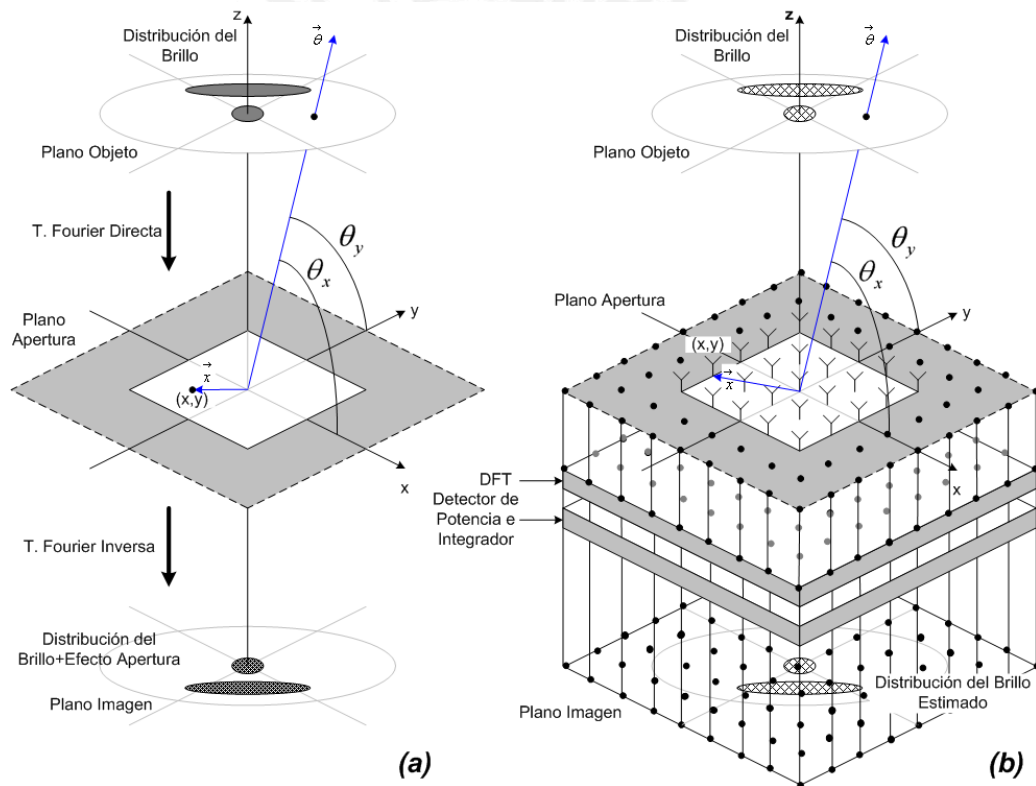 z
Distribución del
Brillo
θ
Plano Objeto
T. Fourier Directa
θy
θx
Plano
Apertura
y
x
(x,y)
x
T. Fourier Inversa
Distribución del
Brillo+Efecto Apertura
Plano Imagen
(a)
z
Distribución del
Brillo
θ
Plano Objeto
θy
θx
Plano Apertura
y
(x,y)
x
x
DFT
Detector de
Potencia e
Integrador
Distribución del Brillo
Estimado
Plano Imagen
(b)